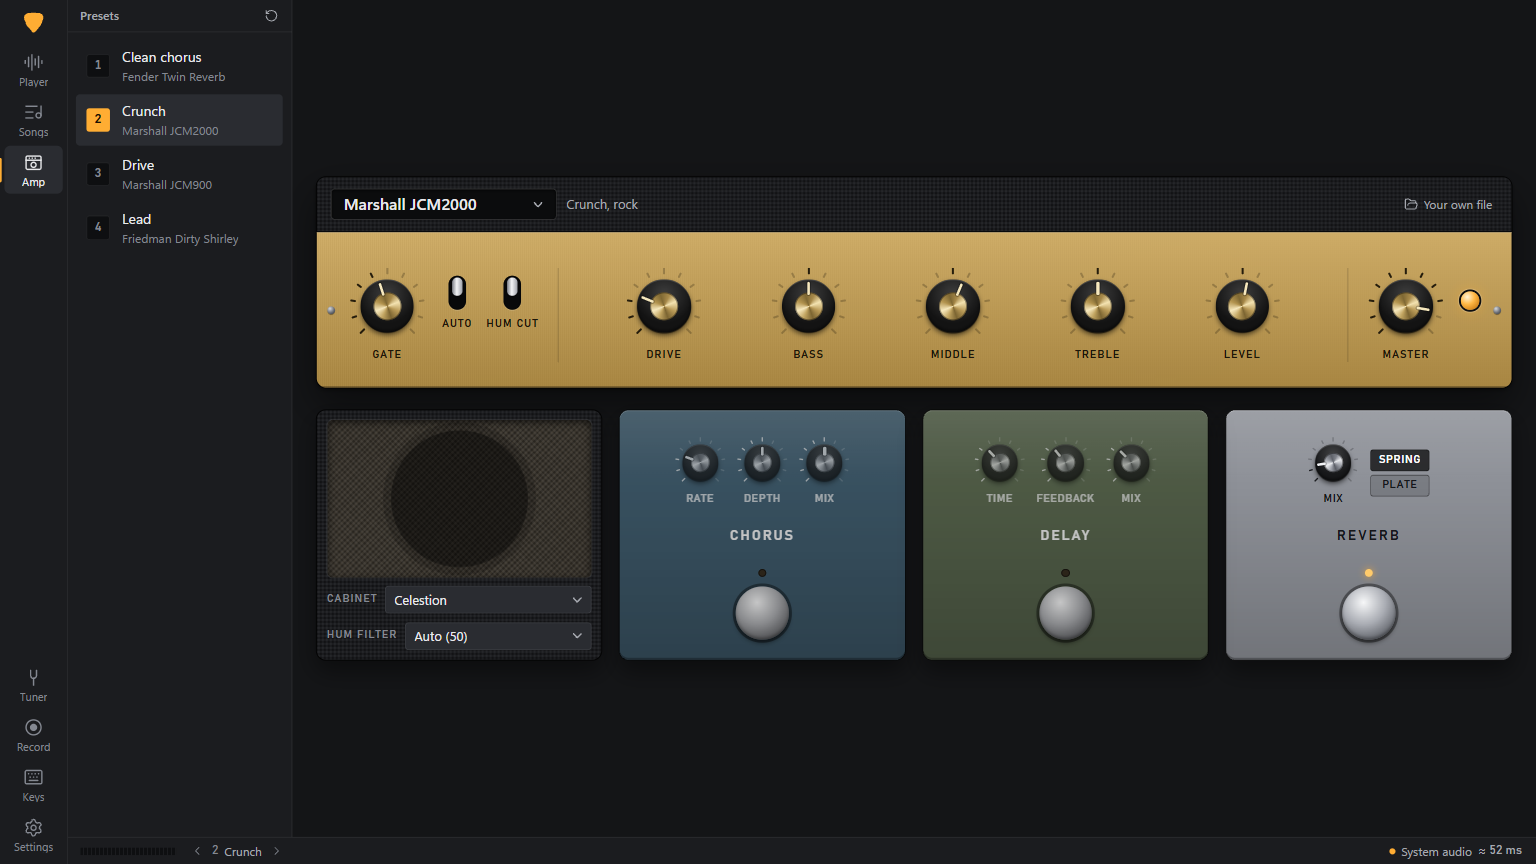 Presets
Player
Songs
Amp
1
Clean chorus
Fender Twin Reverb
2
Crunch
Marshall JCM2000
3
Drive
Marshall JCM900
4
Lead
Friedman Dirty Shirley
Marshall JCM2000
Crunch, rock
Your own file
GATE
AUTO
HUM CUT
DRIVE
BASS
MIDDLE
TREBLE
LEVEL
MASTER
CABINET
Celestion
HUM FILTER
Auto (50)
RATE
DEPTH
MIX
CHORUS
TIME
FEEDBACK
MIX
DELAY
MIX
SPRING
PLATE
REVERB
Tuner
Record
Keys
Settings
2 Crunch
System audio ≈ 52 ms